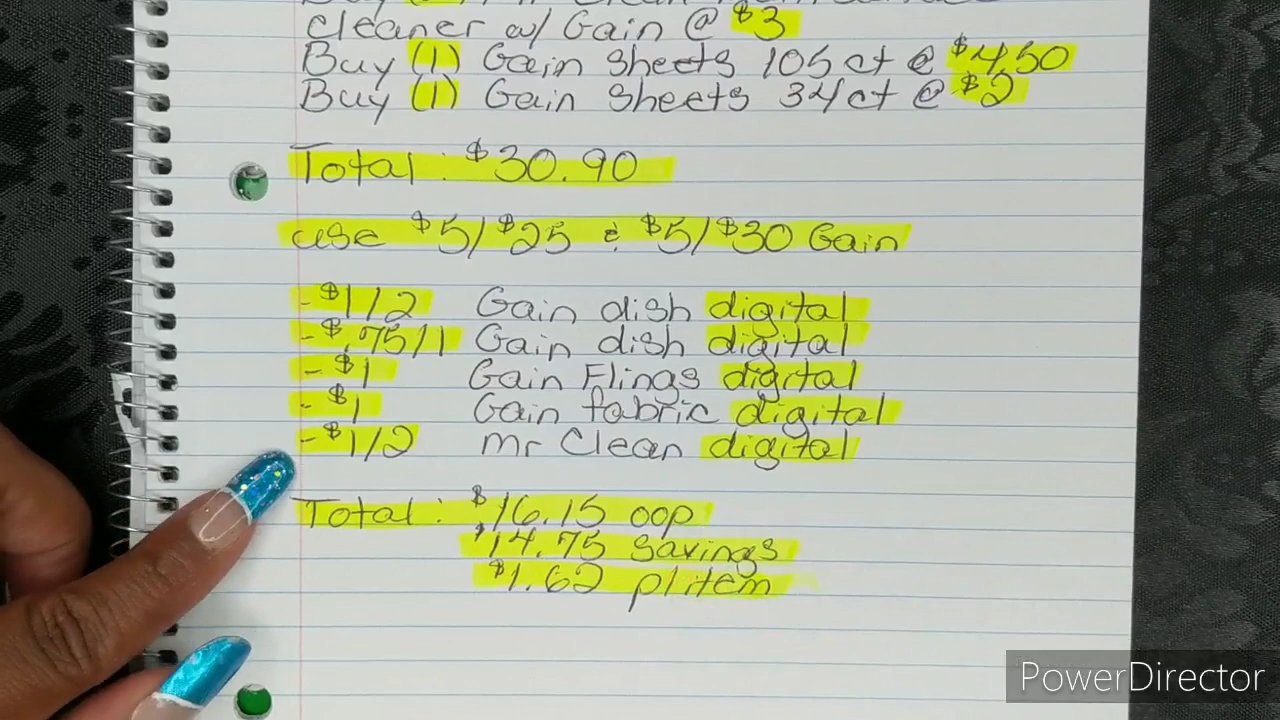 cleaner w/ Gain @ $3
Buy (1) Gain sheets 105 ct @ $4.50
Buy (1) Gain sheets 34 ct @ $2
Total : $30.90
use $5/$25 & $5/$30 Gain
- $1/2 Gain dish digital
- $.75/1 Gain dish digital
- $1 Gain Flings digital
- $1 Gain fabric digital
- $1/2 Mr Clean digital
Total : $16.15 oop
$14.75 savings
$1.62 p/item
PowerDirector